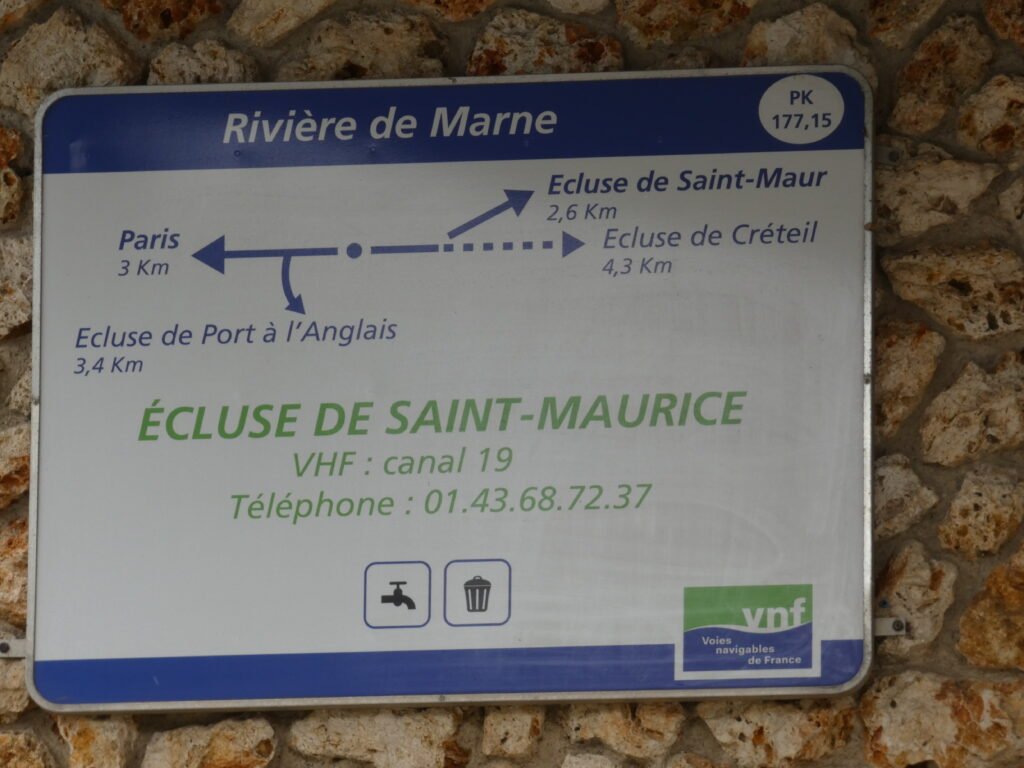 Rivière de Marne
PK
177,15
Ecluse de Saint-Maur
2,6 Km
Paris
3 Km
Ecluse de Créteil
4,3 Km
Ecluse de Port à l'Anglais
3,4 Km
ÉCLUSE DE SAINT-MAURICE
VHF : canal 19
Téléphone : 01.43.68.72.37
vnf
Voies
navigables
de France